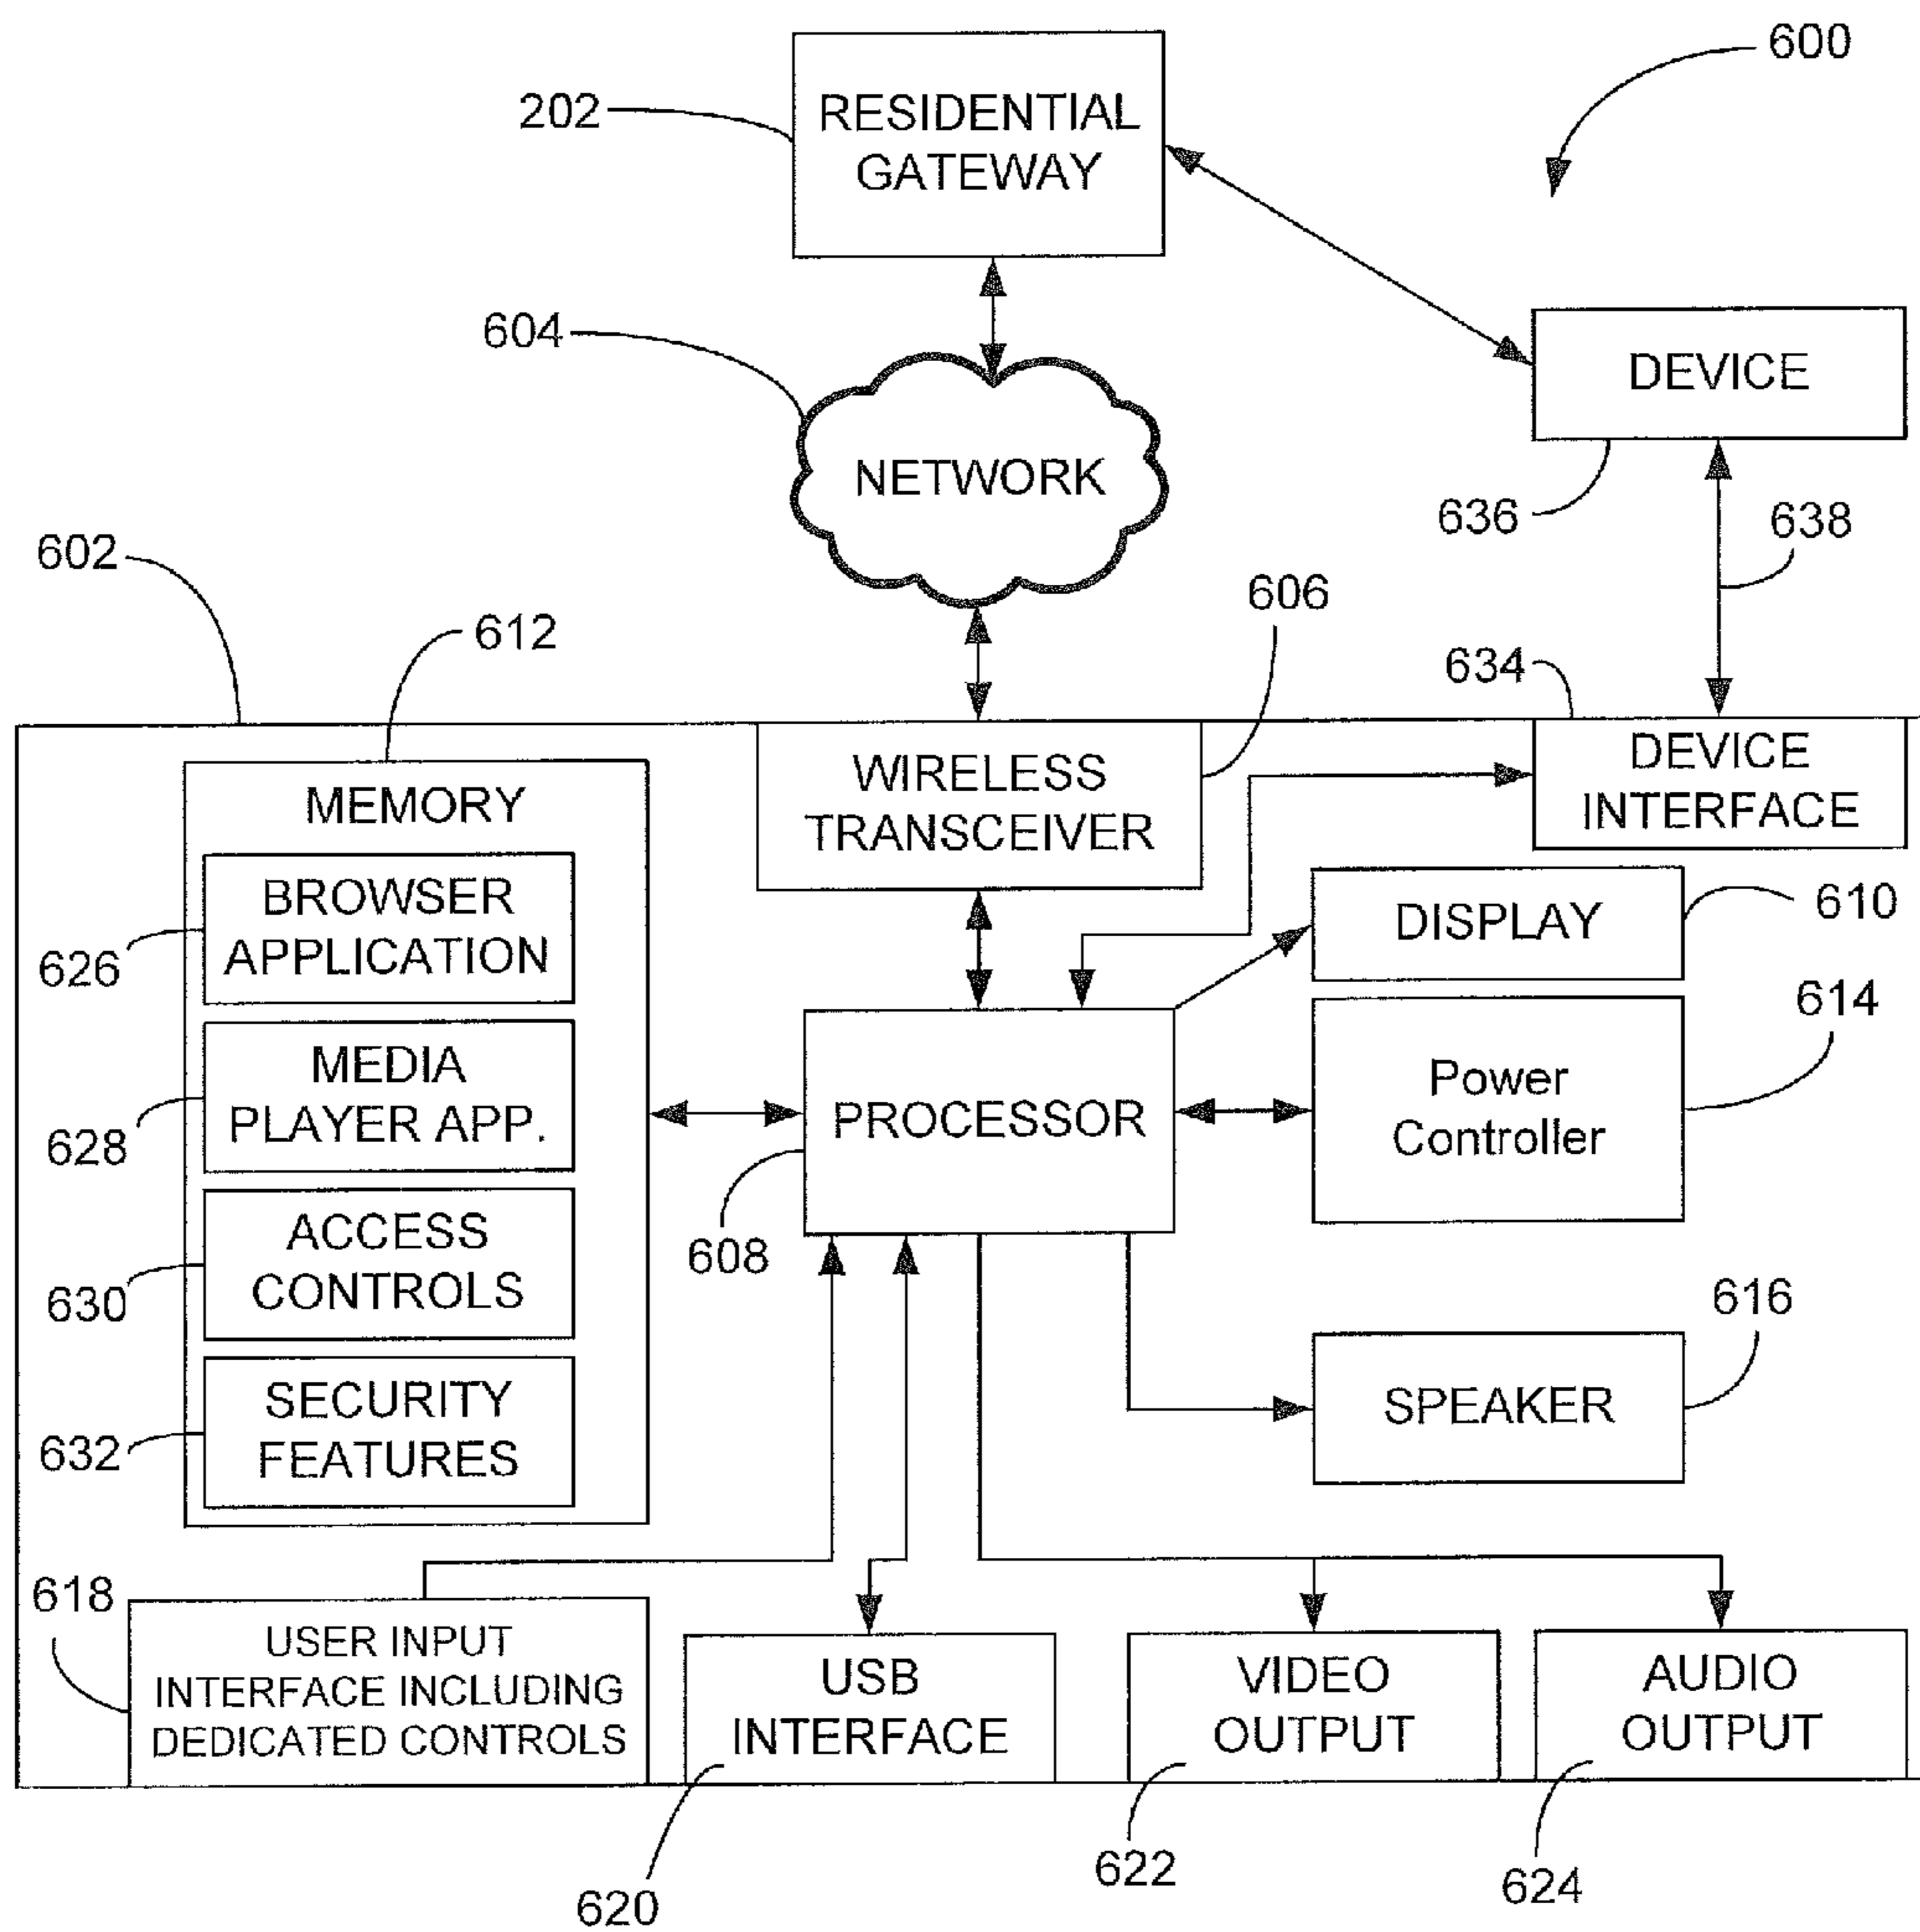 600
202
RESIDENTIAL
GATEWAY
604
DEVICE
NETWORK
636
638
602
606
612
634
MEMORY
WIRELESS
TRANSCEIVER
DEVICE
INTERFACE
BROWSER
APPLICATION
626
DISPLAY
610
614
MEDIA
PLAYER APP.
628
PROCESSOR
608
Power
Controller
ACCESS
CONTROLS
630
616
SECURITY
FEATURES
632
SPEAKER
618
USER INPUT
INTERFACE INCLUDING
DEDICATED CONTROLS
USB
INTERFACE
VIDEO
OUTPUT
AUDIO
OUTPUT
620
622
624